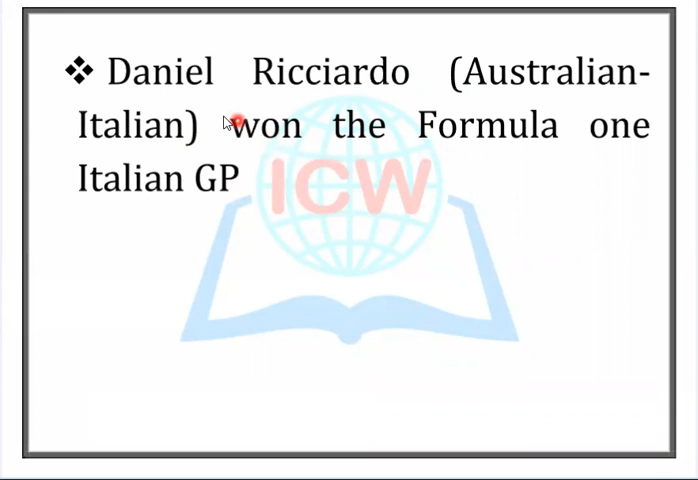 ❖ Daniel Ricciardo (Australian-
Italian) won the Formula one
Italian GP
ICW